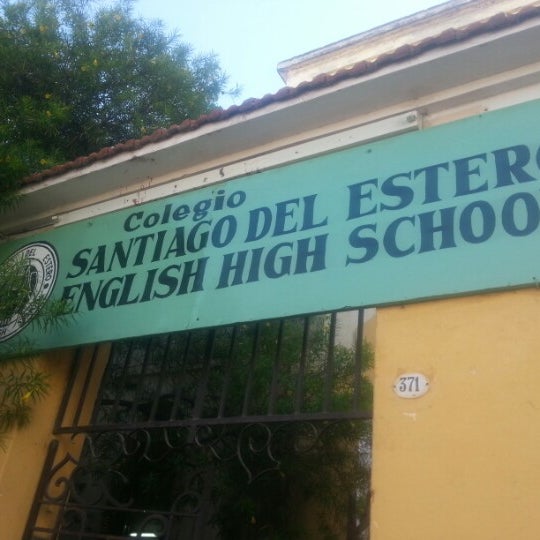 Colegio
SANTIAGO DEL ESTERO
ENGLISH HIGH SCHOO
371